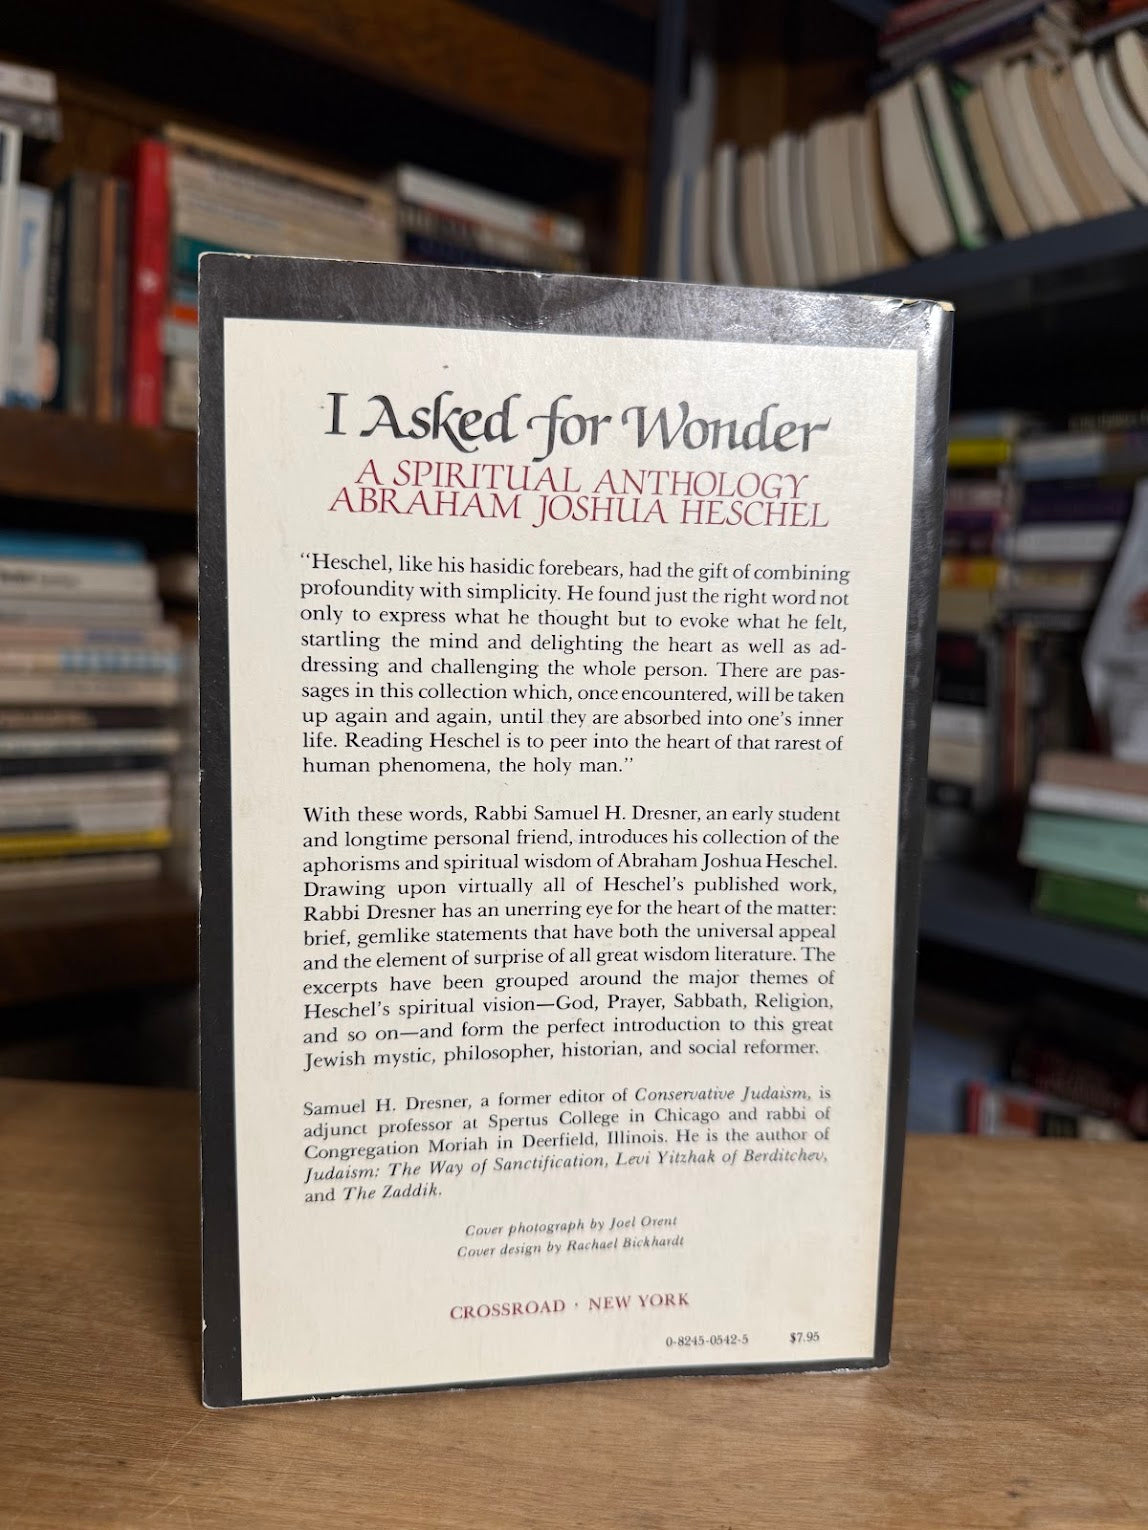 I Asked for Wonder
A SPIRITUAL ANTHOLOGY
ABRAHAM JOSHUA HESCHEL
“Heschel, like his hasidic forebears, had the gift of combining
profoundity with simplicity. He found just the right word not
only to express what he thought but to evoke what he felt,
startling the mind and delighting the heart as well as ad-
dressing and challenging the whole person. There are pas-
sages in this collection which, once encountered, will be taken
up again and again, until they are absorbed into one’s inner
life. Reading Heschel is to peer into the heart of that rarest of
human phenomena, the holy man.”
With these words, Rabbi Samuel H. Dresner, an early student
and longtime personal friend, introduces his collection of the
aphorisms and spiritual wisdom of Abraham Joshua Heschel.
Drawing upon virtually all of Heschel’s published work,
Rabbi Dresner has an unerring eye for the heart of the matter:
brief, gemlike statements that have both the universal appeal
and the element of surprise of all great wisdom literature. The
excerpts have been grouped around the major themes of
Heschel’s spiritual vision—God, Prayer, Sabbath, Religion,
and so on—and form the perfect introduction to this great
Jewish mystic, philosopher, historian, and social reformer.
Samuel H. Dresner, a former editor of Conservative Judaism, is
adjunct professor at Spertus College in Chicago and rabbi of
Congregation Moriah in Deerfield, Illinois. He is the author of
Judaism: The Way of Sanctification, Levi Yitzhak of Berditchev,
and The Zaddik.
Cover photograph by Joel Orent
Cover design by Rachael Bickhardt
CROSSROAD · NEW YORK
0-8245-0542-5 $7.95